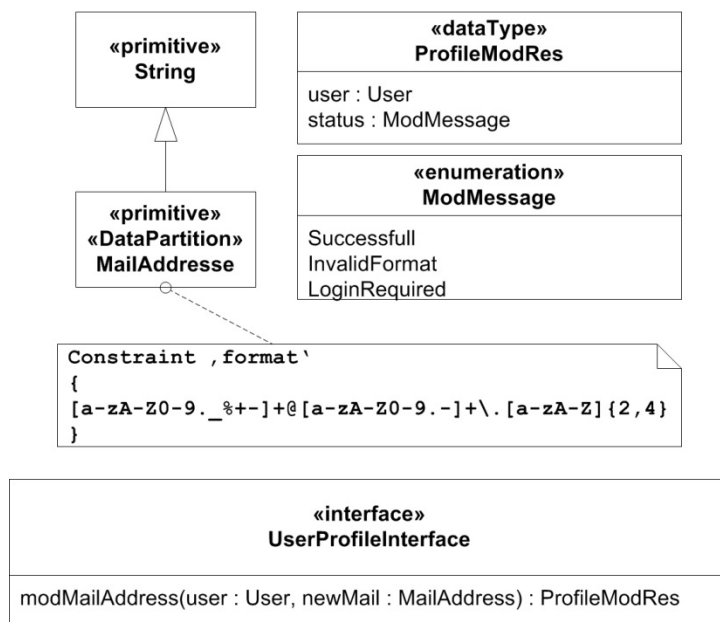 «primitive»
String
«dataType»
ProfileModRes
user : User
status : ModMessage
«primitive»
«DataPartition»
MailAddresse
«enumeration»
ModMessage
Successfull
InvalidFormat
LoginRequired
Constraint ‚format‘
{
[a-zA-Z0-9._%+-]+@[a-zA-Z0-9.-]+\.[a-zA-Z]{2,4}
}
«interface»
UserProfileInterface
modMailAddress(user : User, newMail : MailAddress) : ProfileModRes